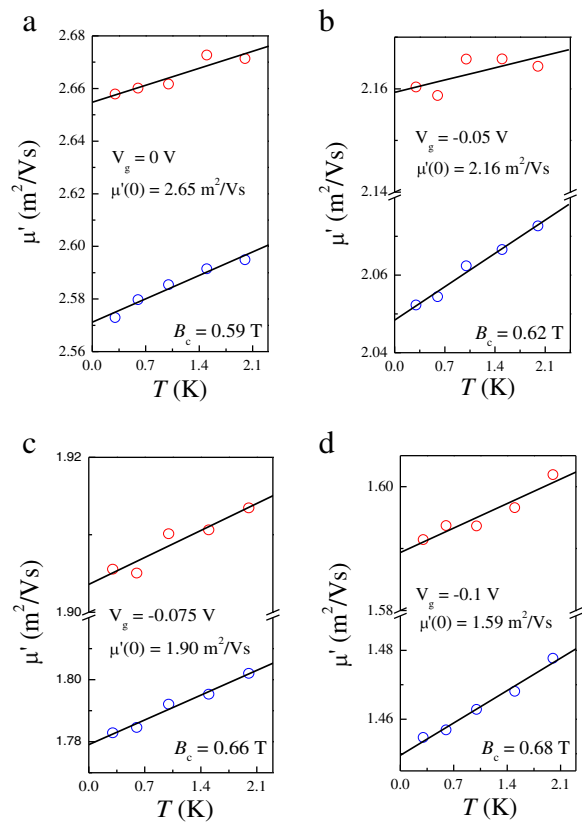 a
2.68
2.66
2.64
2.62
2.60
2.58
2.56
μ' (m²/Vs)
V_g = 0 V
μ'(0) = 2.65 m²/Vs
B_c = 0.59 T
0.0 0.7 1.4 2.1
T (K)
b
2.16
2.14
2.06
2.04
μ' (m²/Vs)
V_g = -0.05 V
μ'(0) = 2.16 m²/Vs
B_c = 0.62 T
0.0 0.7 1.4 2.1
T (K)
c
1.92
1.90
1.80
1.78
μ' (m²/Vs)
V_g = -0.075 V
μ'(0) = 1.90 m²/Vs
B_c = 0.66 T
0.0 0.7 1.4 2.1
T (K)
d
1.60
1.58
1.48
1.46
μ' (m²/Vs)
V_g = -0.1 V
μ'(0) = 1.59 m²/Vs
B_c = 0.68 T
0.0 0.7 1.4 2.1
T (K)